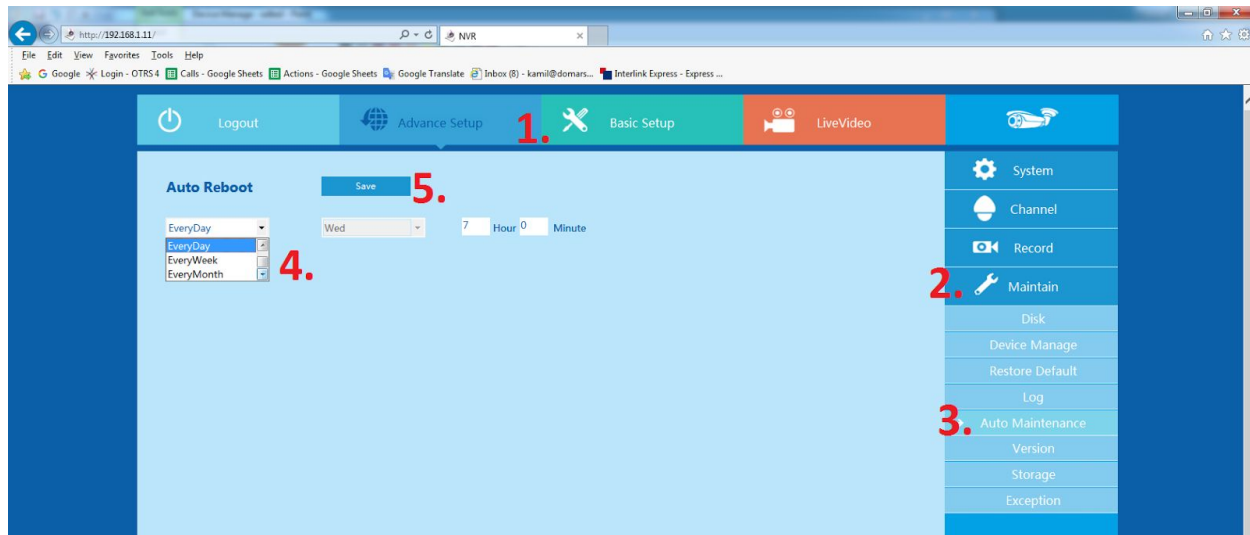 http://192.168.1.11/
NVR
File Edit View Favorites Tools Help
Google Login - OTRS 4 Calls - Google Sheets Actions - Google Sheets Google Translate Inbox (8) - kamil@domars... Interlink Express - Express ...
Logout Advance Setup 1. Basic Setup LiveVideo
System
Auto Reboot Save 5.
Channel
EveryDay Wed 7 Hour 0 Minute
EveryDay
EveryWeek
EveryMonth
4.
Record
2. Maintain
Disk
Device Manage
Restore Default
Log
3. Auto Maintenance
Version
Storage
Exception